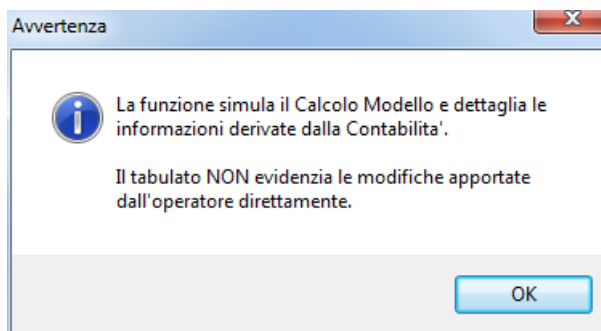 Avvertenza
La funzione simula il Calcolo Modello e dettaglia le
informazioni derivate dalla Contabilita'.
Il tabulato NON evidenzia le modifiche apportate
dall'operatore direttamente.
OK